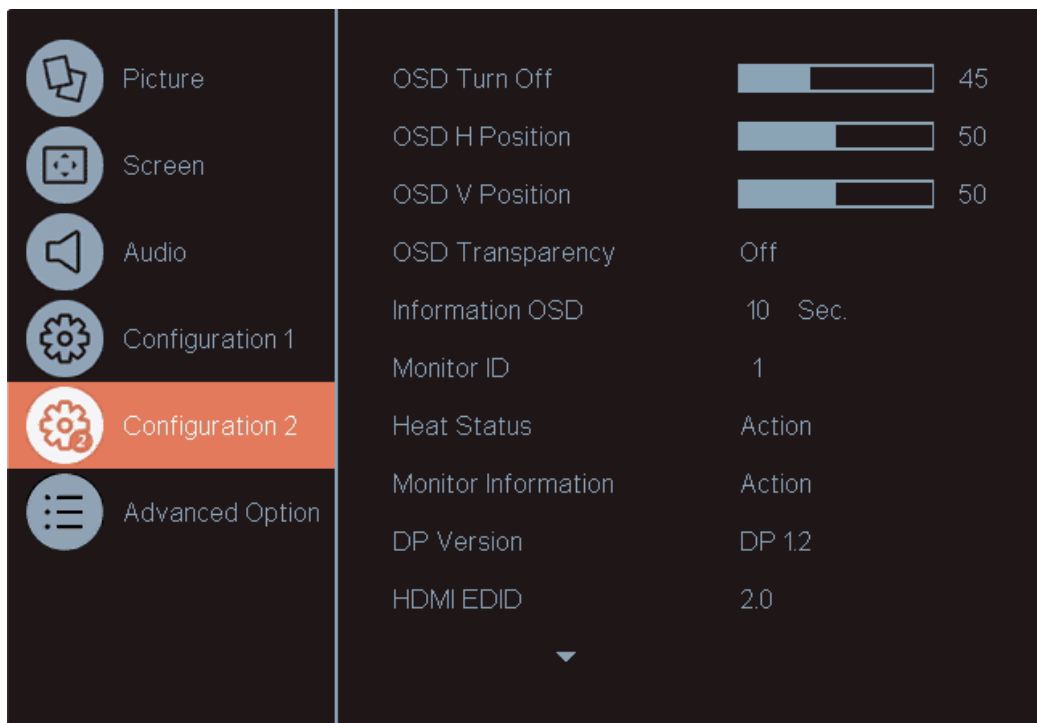 Picture
Screen
Audio
Configuration 1
Configuration 2
2
Advanced Option
OSD Turn Off 45
OSD H Position 50
OSD V Position 50
OSD Transparency Off
Information OSD 10 Sec.
Monitor ID 1
Heat Status Action
Monitor Information Action
DP Version DP 1.2
HDMI EDID 2.0